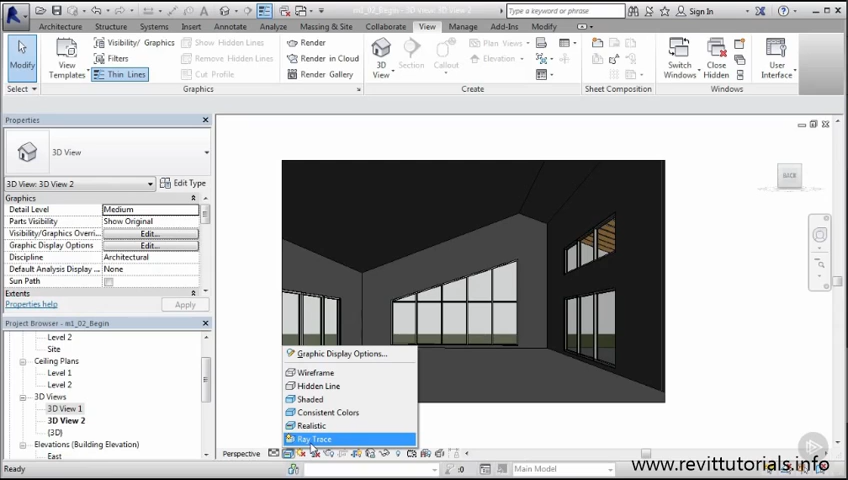 m1_02_Begin - 3D View: 3D View 2
Type a keyword or phrase
Sign In
Architecture Structure Systems Insert Annotate Analyze Massing & Site Collaborate View Manage Add-Ins Modify
Modify
View Templates
Visibility/ Graphics
Filters
Thin Lines
Show Hidden Lines
Remove Hidden Lines
Cut Profile
Render
Render in Cloud
Render Gallery
3D View
Section
Callout
Plan Views
Elevation
Switch Windows
Close Hidden
User Interface
Select
Graphics
Create
Sheet Composition
Windows
Properties
3D View
3D View: 3D View 2
Edit Type
Graphics
Detail Level Medium
Parts Visibility Show Original
Visibility/Graphics Overri... Edit...
Graphic Display Options Edit...
Discipline Architectural
Default Analysis Display ... None
Sun Path
Extents
Properties help
Apply
Project Browser - m1_02_Begin
Level 2
Site
Ceiling Plans
Level 1
Level 2
3D Views
3D View 1
3D View 2
{3D}
Elevations (Building Elevation)
East
BACK
Graphic Display Options...
Wireframe
Hidden Line
Shaded
Consistent Colors
Realistic
Ray Trace
Perspective
Ready
:0
Main Model
www.revittutorials.info